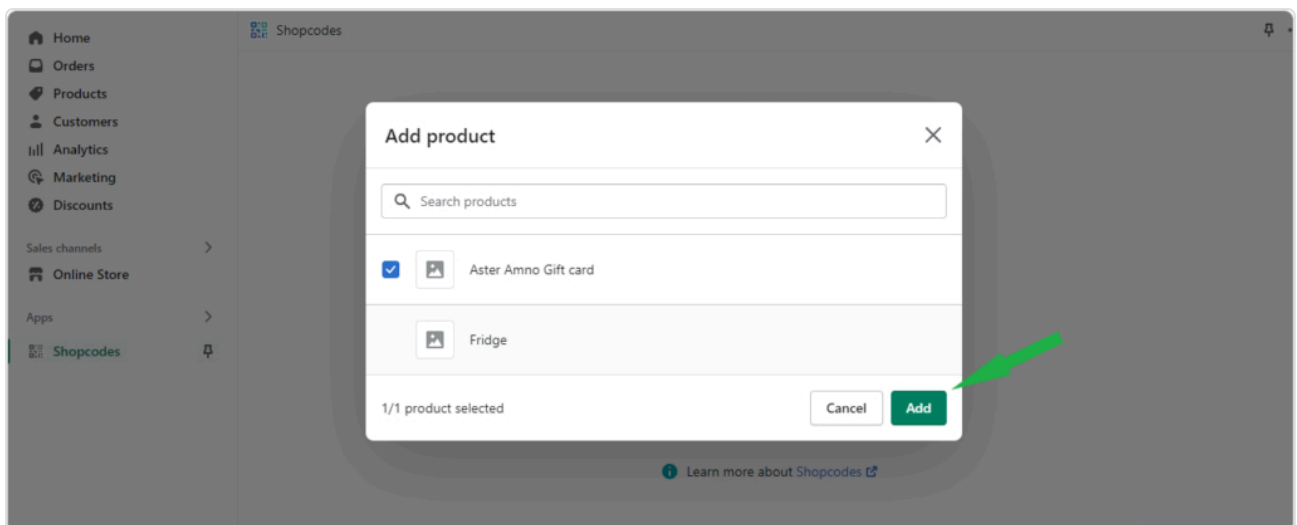 Home
Orders
Products
Customers
Analytics
Marketing
Discounts
Sales channels
Online Store
Apps
Shopcodes
Shopcodes
Add product
Search products
Aster Amno Gift card
Fridge
1/1 product selected
Cancel
Add
Learn more about Shopcodes